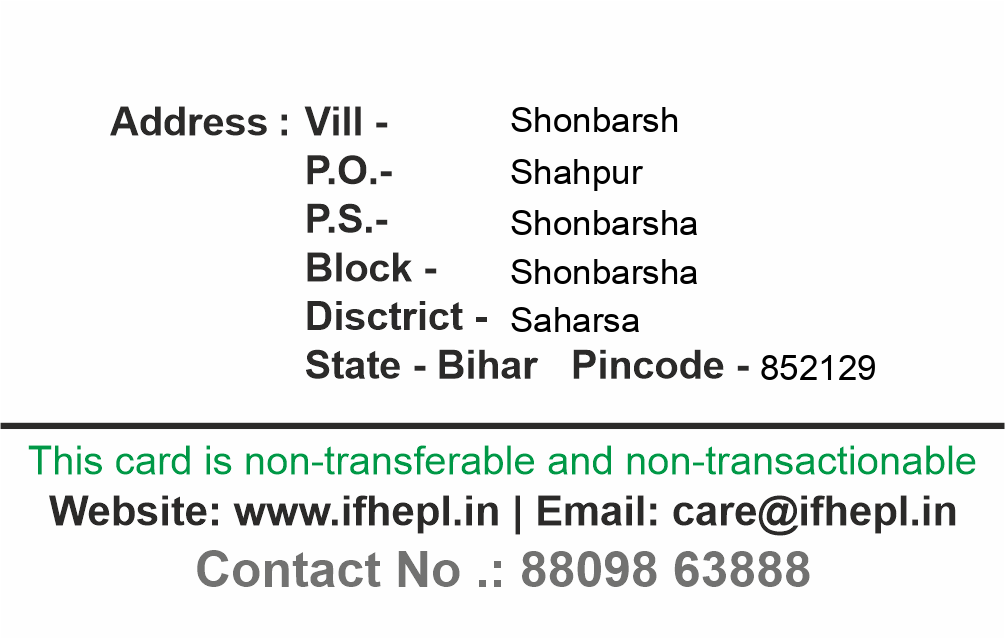 Address : Vill - Shonbarsh
P.O.- Shahpur
P.S.- Shonbarsha
Block - Shonbarsha
Disctrict - Saharsa
State - Bihar Pincode - 852129
This card is non-transferable and non-transactionable
Website: www.ifhepl.in | Email: care@ifhepl.in
Contact No .: 88098 63888